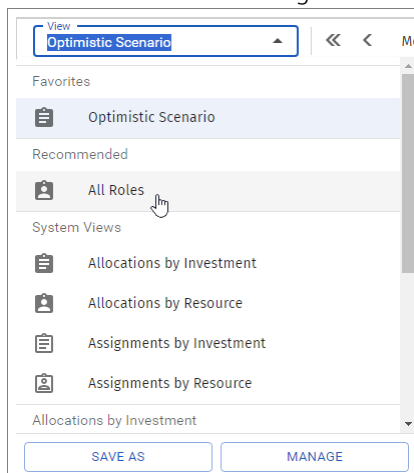 View
Optimistic Scenario
Favorites
Optimistic Scenario
Recommended
All Roles
System Views
Allocations by Investment
Allocations by Resource
Assignments by Investment
Assignments by Resource
Allocations by Investment
SAVE AS MANAGE